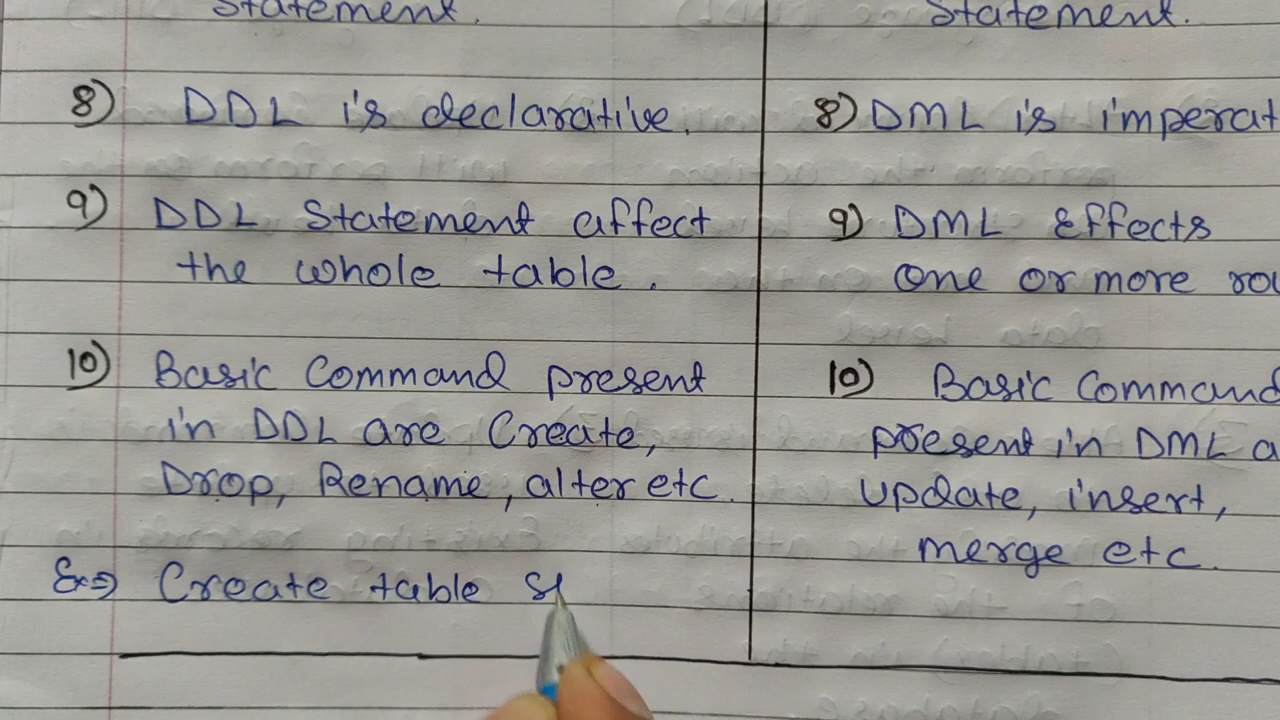 Statement.
8) DDL is declarative.
9) DDL Statement affect
the whole table.
10) Basic Command present
in DDL are Create,
Drop, Rename, alter etc.
Ex⇒ Create table
Statement.
8) DML is imperat
9) DML Effects
one or more
10) Basic Command
present in DML
update, insert,
merge etc.